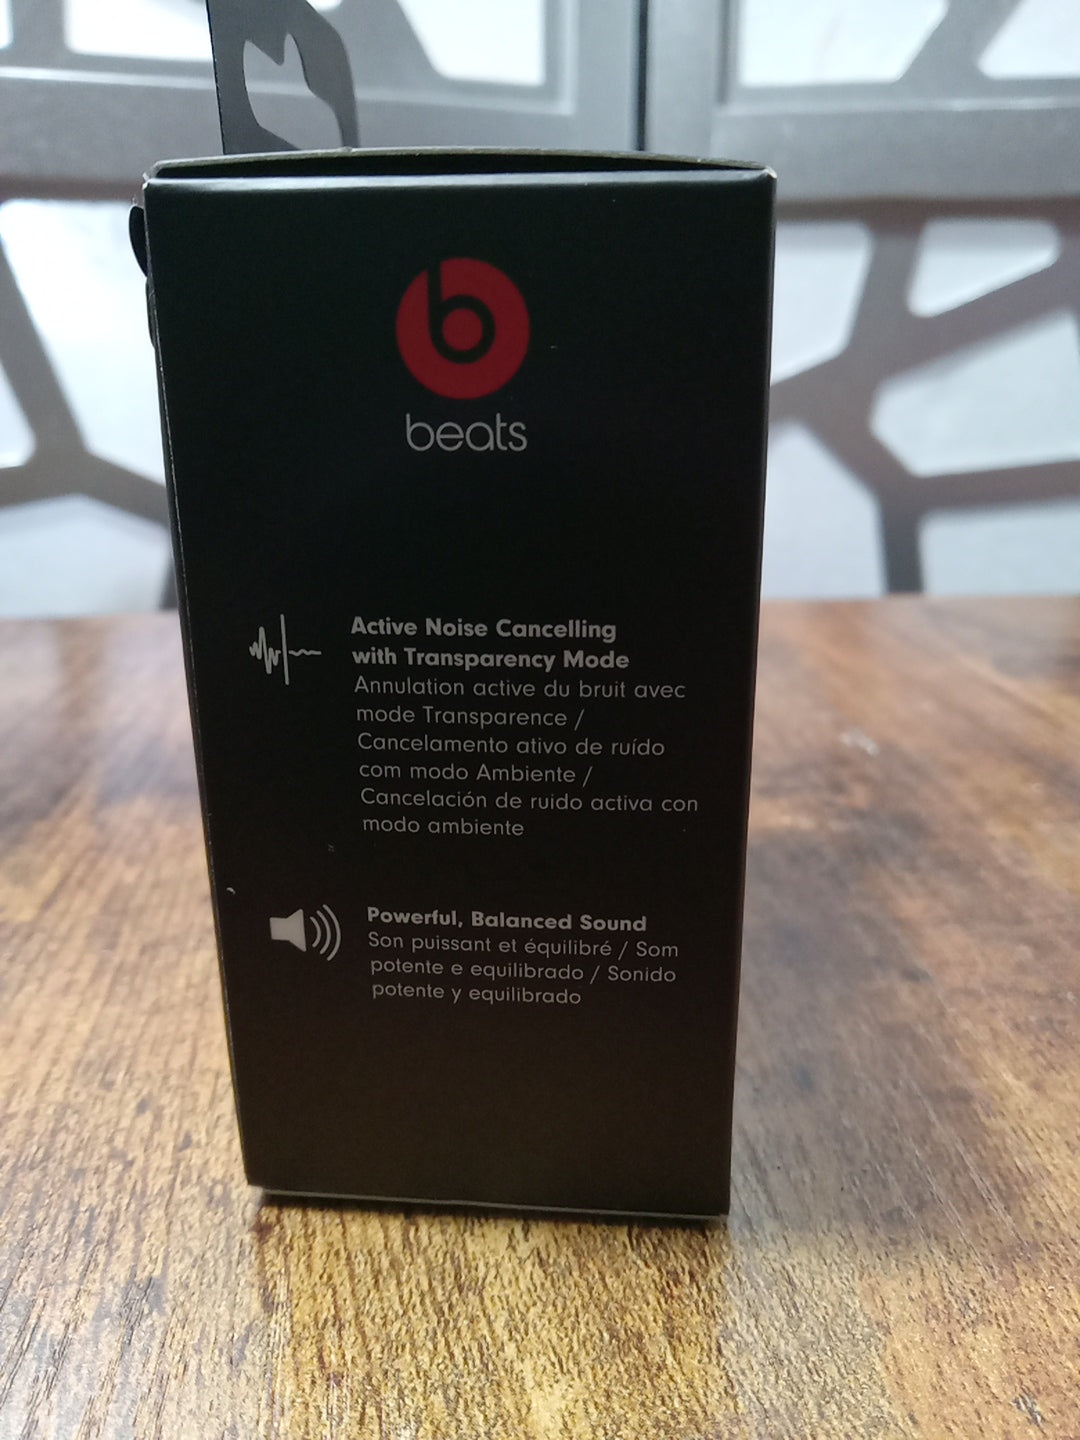 beats
Active Noise Cancelling
with Transparency Mode
Annulation active du bruit avec
mode Transparence /
Cancelamento ativo de ruído
com modo Ambiente /
Cancelación de ruido activa con
modo ambiente
Powerful, Balanced Sound
Son puissant et équilibré / Som
potente e equilibrado / Sonido
potente y equilibrado